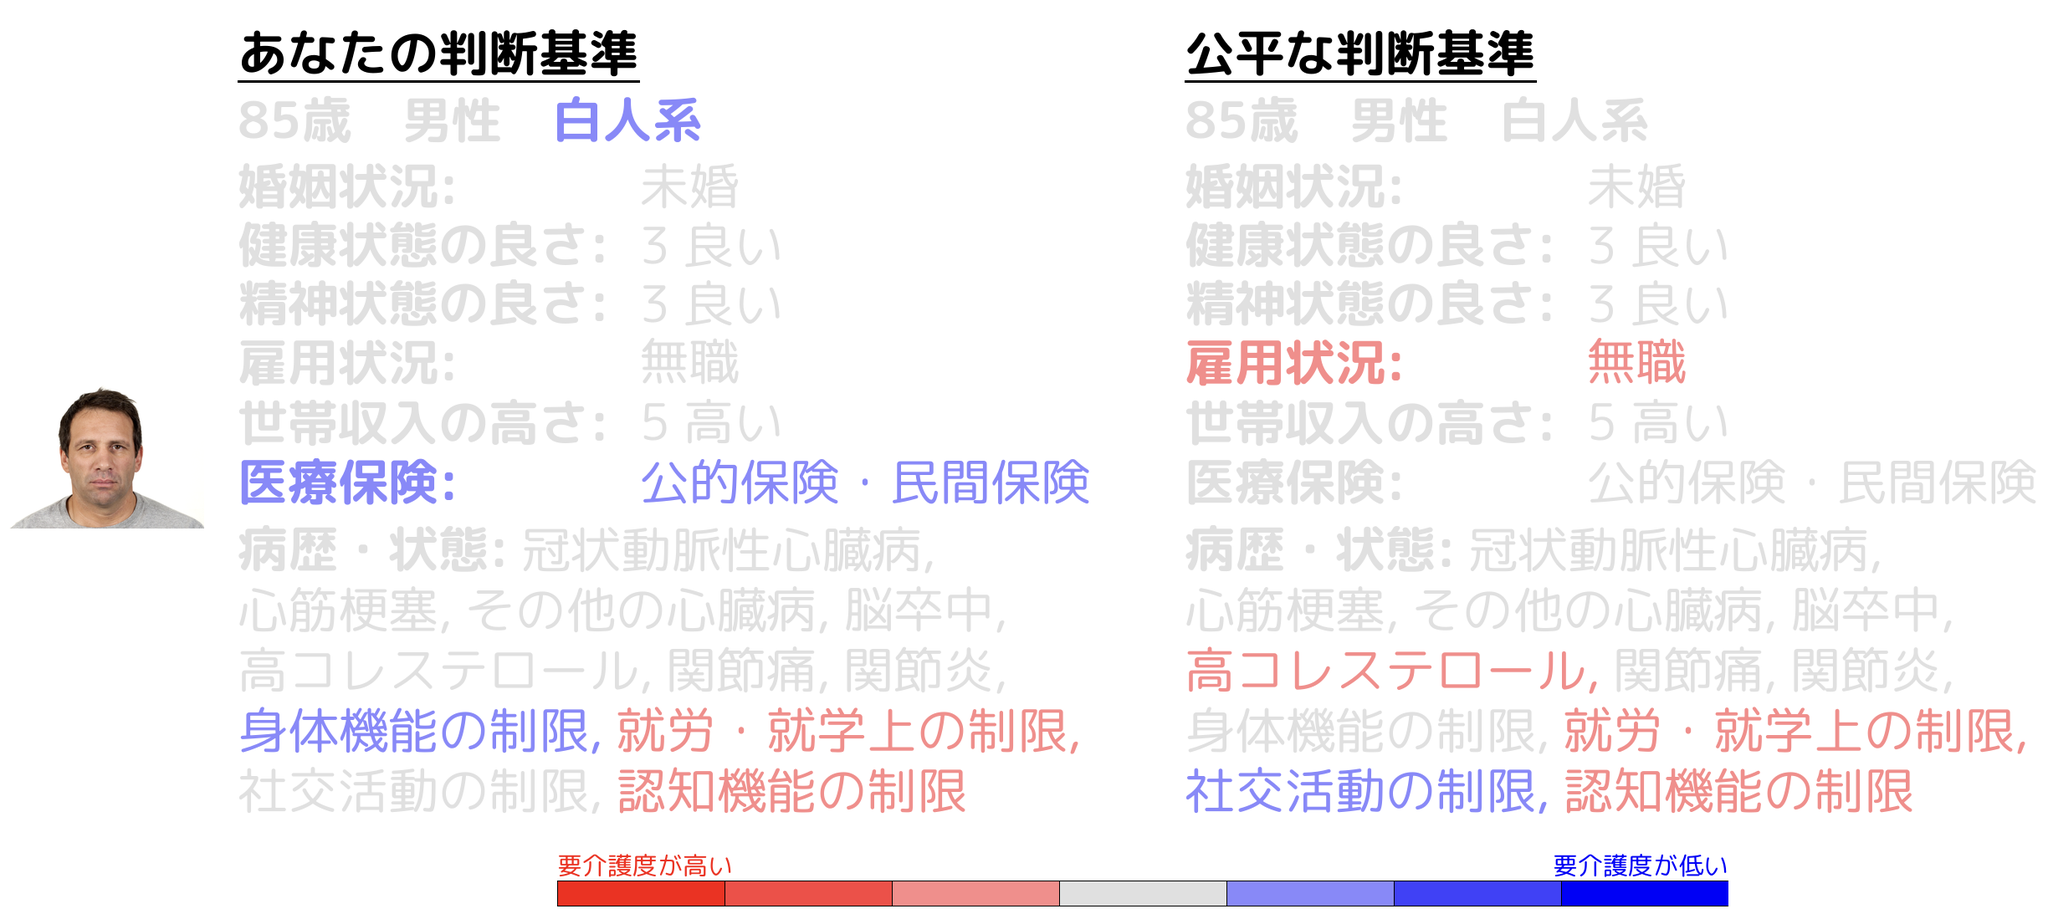 あなたの判断基準
85歳　男性　白人系
婚姻状況: 未婚
健康状態の良さ: 3 良い
精神状態の良さ: 3 良い
雇用状況: 無職
世帯収入の高さ: 5 高い
医療保険: 公的保険・民間保険
病歴・状態: 冠状動脈性心臓病,
心筋梗塞, その他の心臓病, 脳卒中,
高コレステロール, 関節痛, 関節炎,
身体機能の制限, 就労・就学上の制限,
社交活動の制限, 認知機能の制限
公平な判断基準
85歳　男性　白人系
婚姻状況: 未婚
健康状態の良さ: 3 良い
精神状態の良さ: 3 良い
雇用状況: 無職
世帯収入の高さ: 5 高い
医療保険: 公的保険・民間保険
病歴・状態: 冠状動脈性心臓病,
心筋梗塞, その他の心臓病, 脳卒中,
高コレステロール, 関節痛, 関節炎,
身体機能の制限, 就労・就学上の制限,
社交活動の制限, 認知機能の制限
要介護度が高い
要介護度が低い